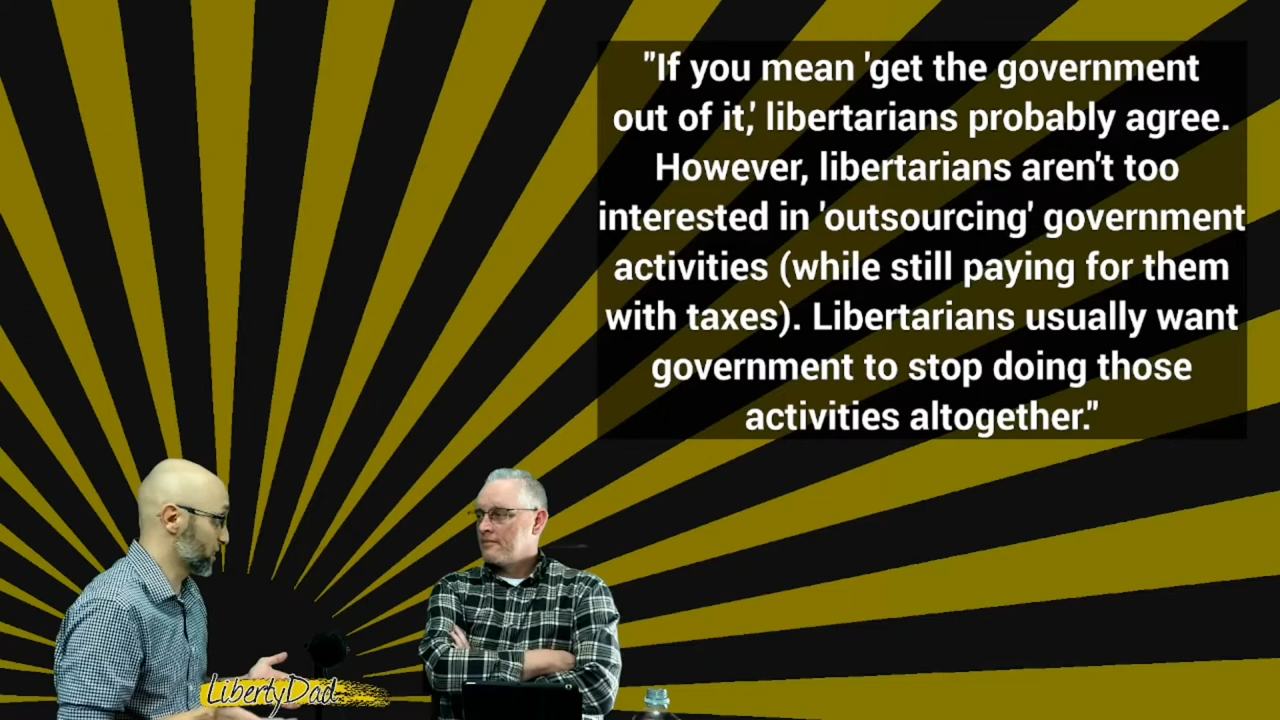 "If you mean 'get the government
out of it,' libertarians probably agree.
However, libertarians aren't too
interested in 'outsourcing' government
activities (while still paying for them
with taxes). Libertarians usually want
government to stop doing those
activities altogether."
LibertyDad